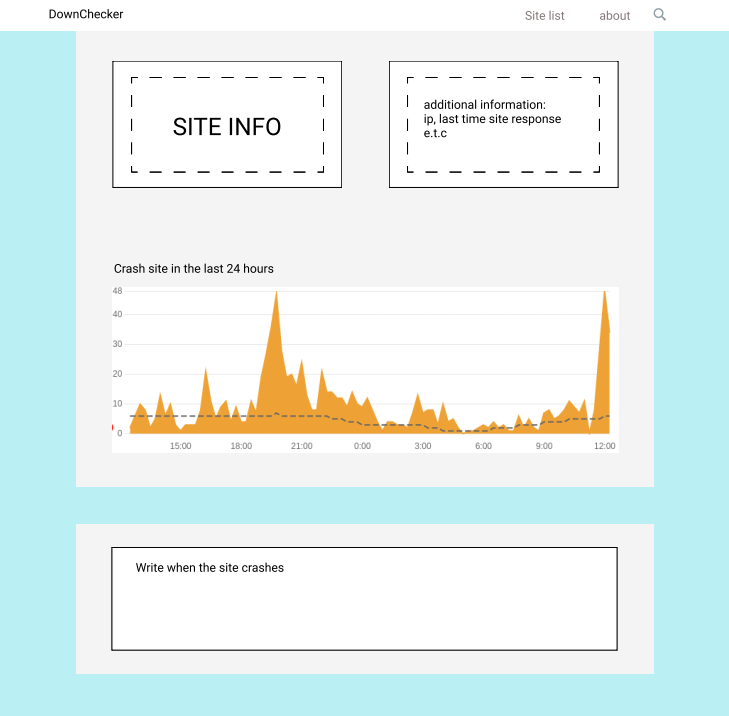 DownChecker
Site list
about
SITE INFO
additional information:
ip, last time site response
e.t.c
Crash site in the last 24 hours
48
40
30
20
10
0
15:00
18:00
21:00
0:00
3:00
6:00
9:00
12:00
Write when the site crashes